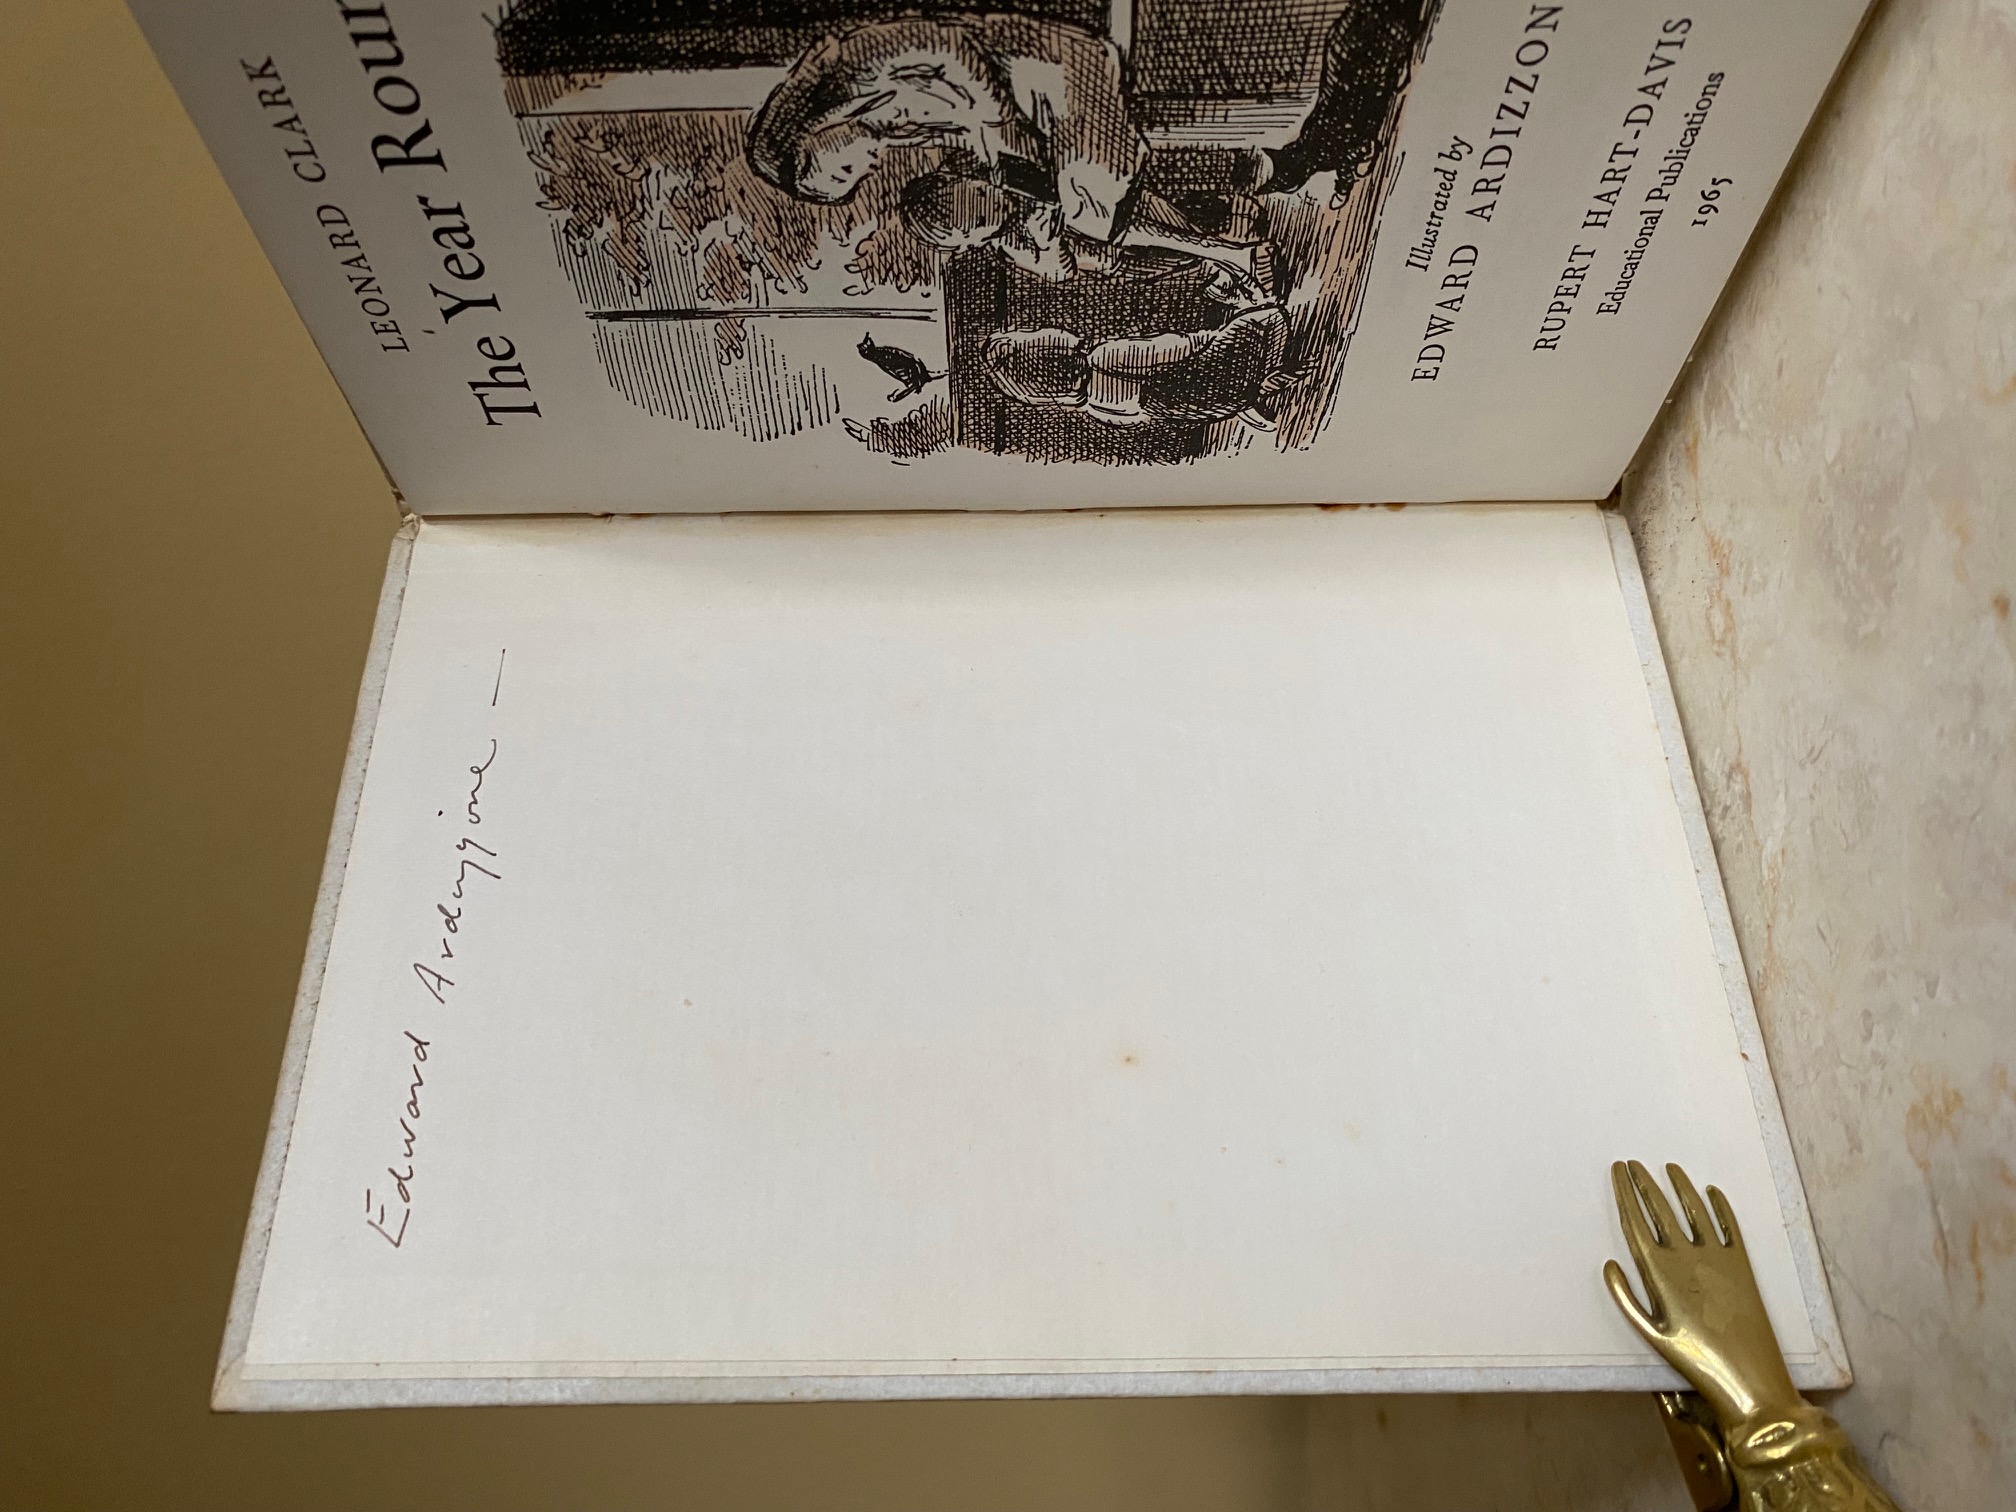 Edward Ardizzone —
LEONARD CLARK
The Year Roun
Illustrated by
EDWARD ARDIZZON
RUPERT HART-DAVIS
Educational Publications
1965